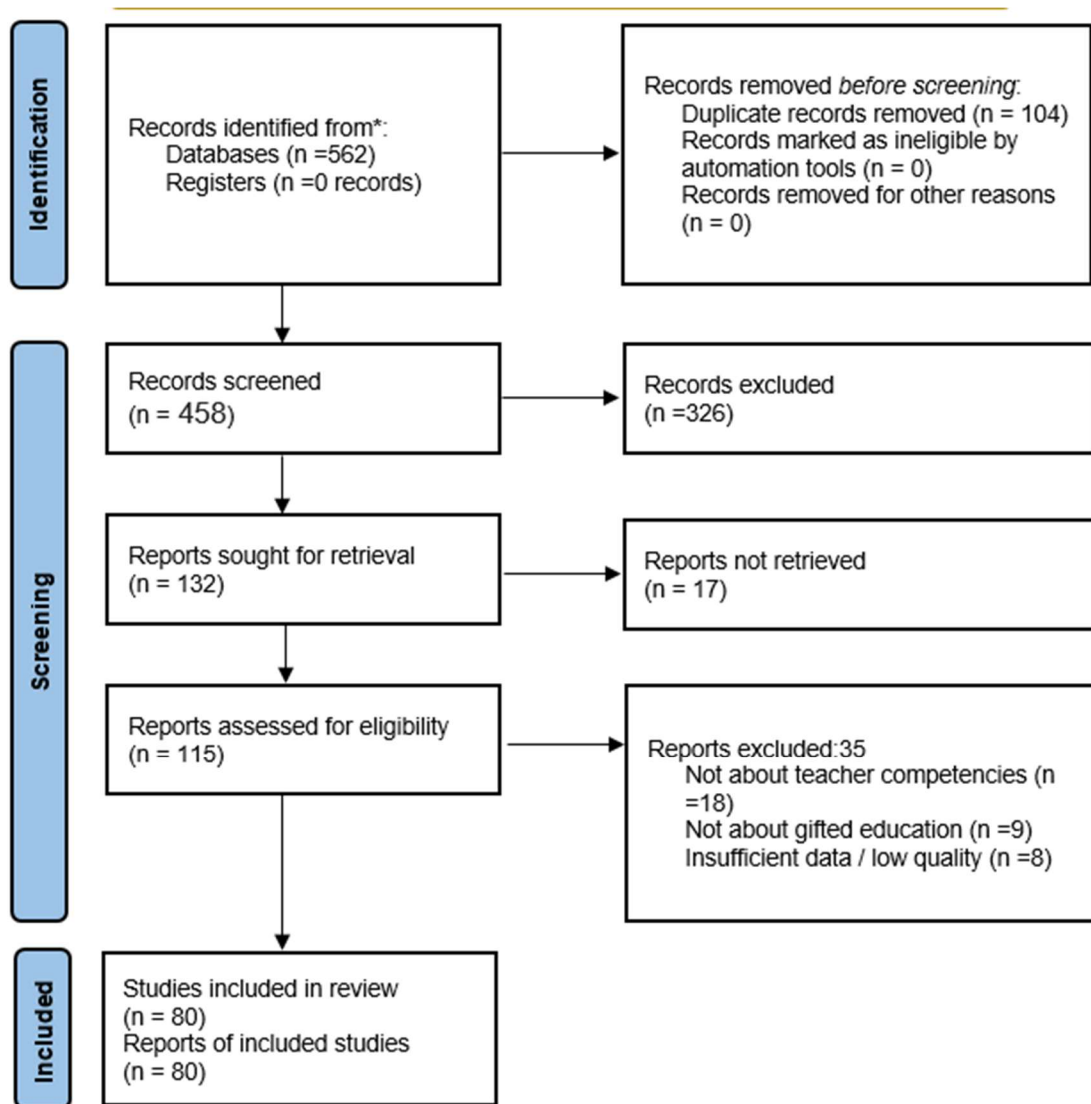 Identification
Records identified from*:
Databases (n =562)
Registers (n =0 records)
Records removed before screening:
Duplicate records removed (n = 104)
Records marked as ineligible by
automation tools (n = 0)
Records removed for other reasons
(n = 0)
Screening
Records screened
(n = 458)
Records excluded
(n =326)
Reports sought for retrieval
(n = 132)
Reports not retrieved
(n = 17)
Reports assessed for eligibility
(n = 115)
Reports excluded:35
Not about teacher competencies (n
=18)
Not about gifted education (n =9)
Insufficient data / low quality (n =8)
Included
Studies included in review
(n = 80)
Reports of included studies
(n = 80)